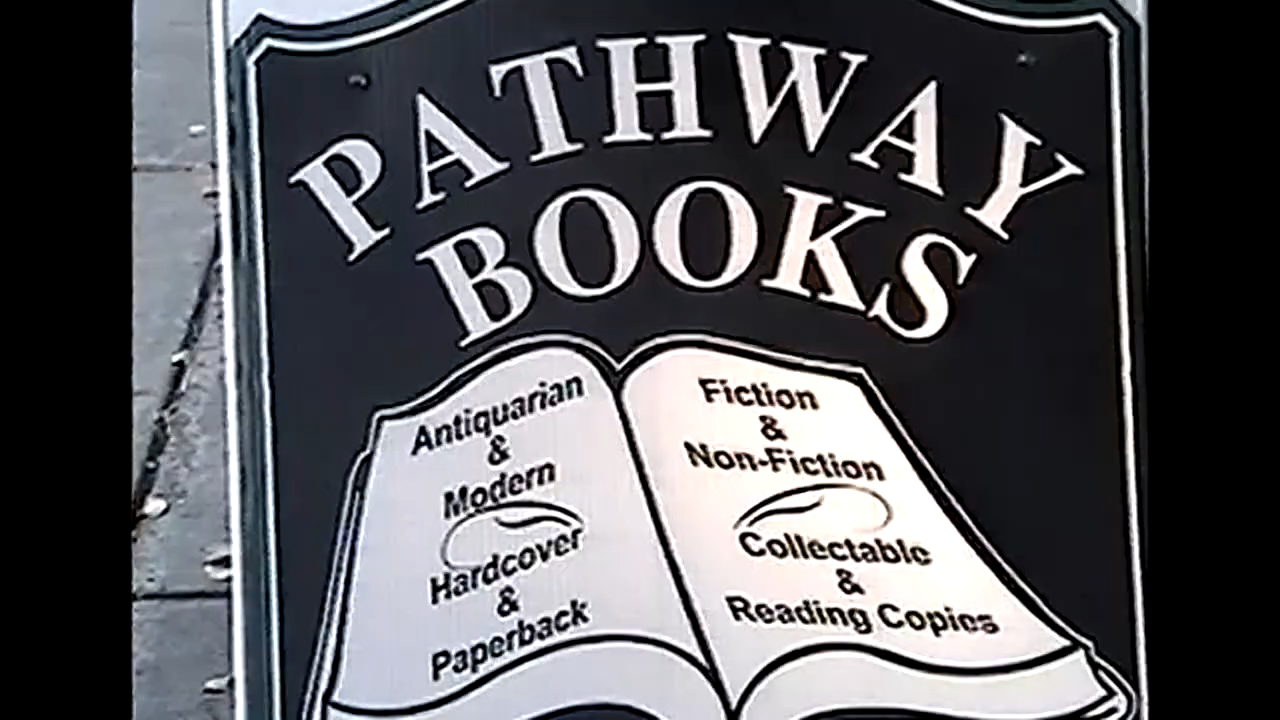 PATHWAY
BOOKS
Antiquarian
&
Modern
Hardcover
&
Paperback
Fiction
&
Non-Fiction
Collectable
&
Reading Copies